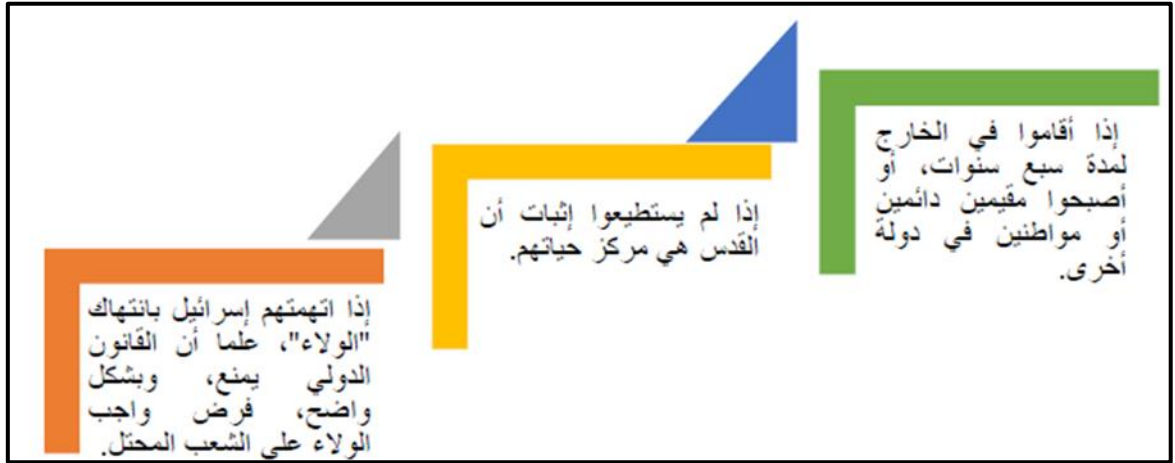 إذا أقاموا في الخارج
لمدة سبع سنوات، أو
أصبحوا مقيمين دائمين
أو مواطنين في دولة
أخرى.
إذا لم يستطيعوا إثبات أن
القدس هي مركز حياتهم.
إذا اتهمتهم إسرائيل بانتهاك
"الولاء"، علما أن القانون
الدولي يمنع، وبشكل
واضح، فرض واجب
الولاء على الشعب المحتل.